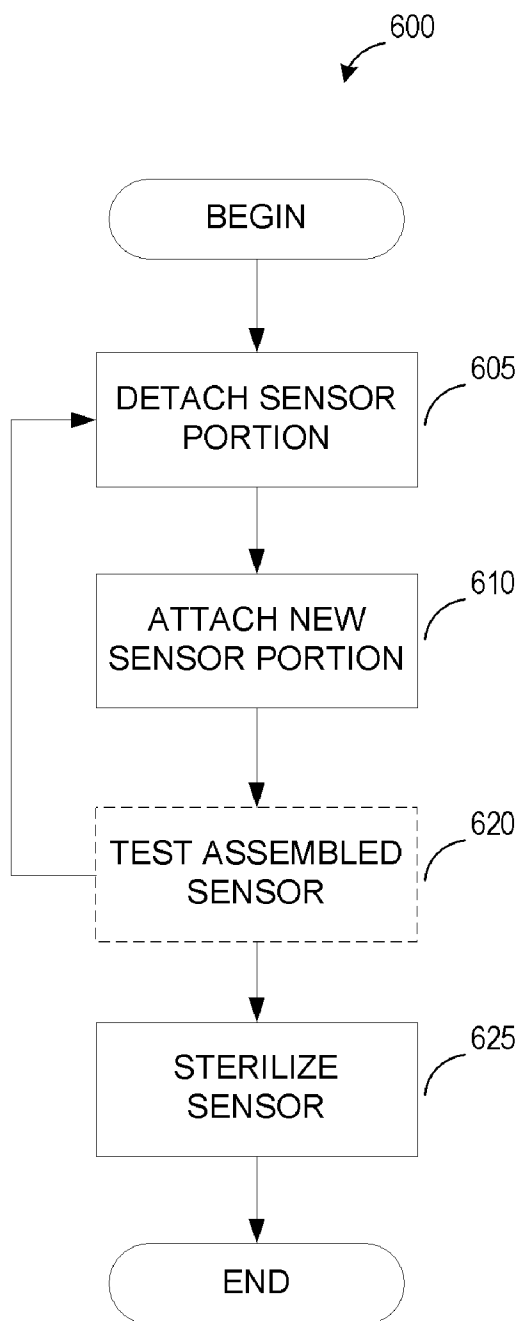 600
BEGIN
605
DETACH SENSOR
PORTION
610
ATTACH NEW
SENSOR PORTION
620
TEST ASSEMBLED
SENSOR
625
STERILIZE
SENSOR
END